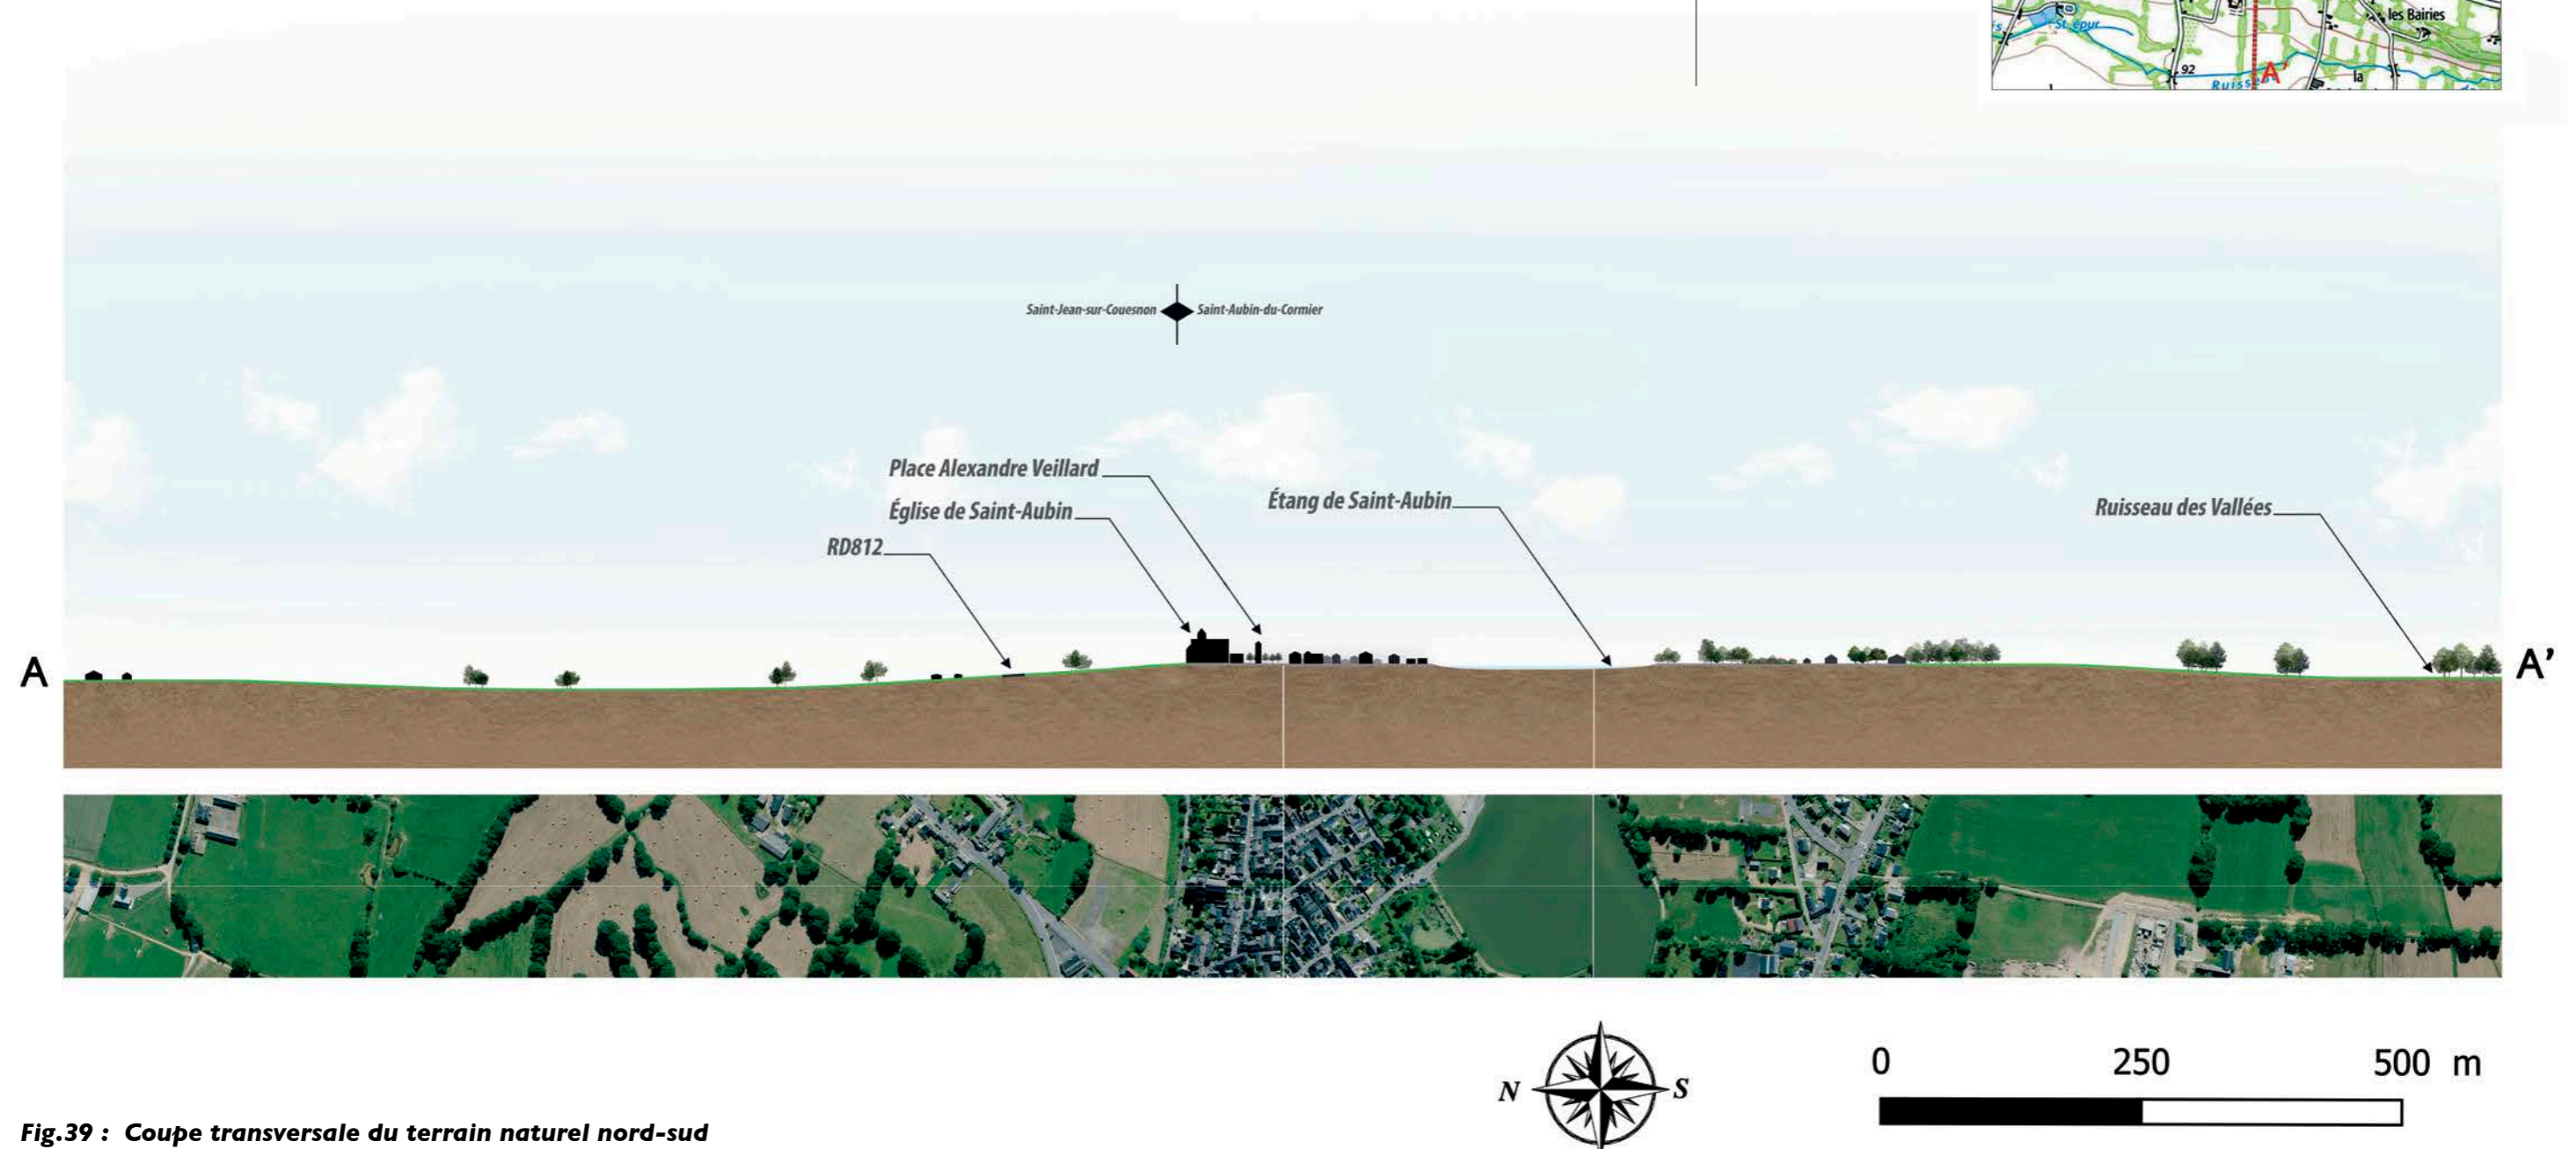 les Bairies
St. épur.
92
A'
la
Saint-Jean-sur-Couesnon
Saint-Aubin-du-Cormier
Place Alexandre Veillard
Église de Saint-Aubin
Étang de Saint-Aubin
Ruisseau des Vallées
RD812
A
A'
0 250 500 m
N S
Fig.39 : Coupe transversale du terrain naturel nord-sud